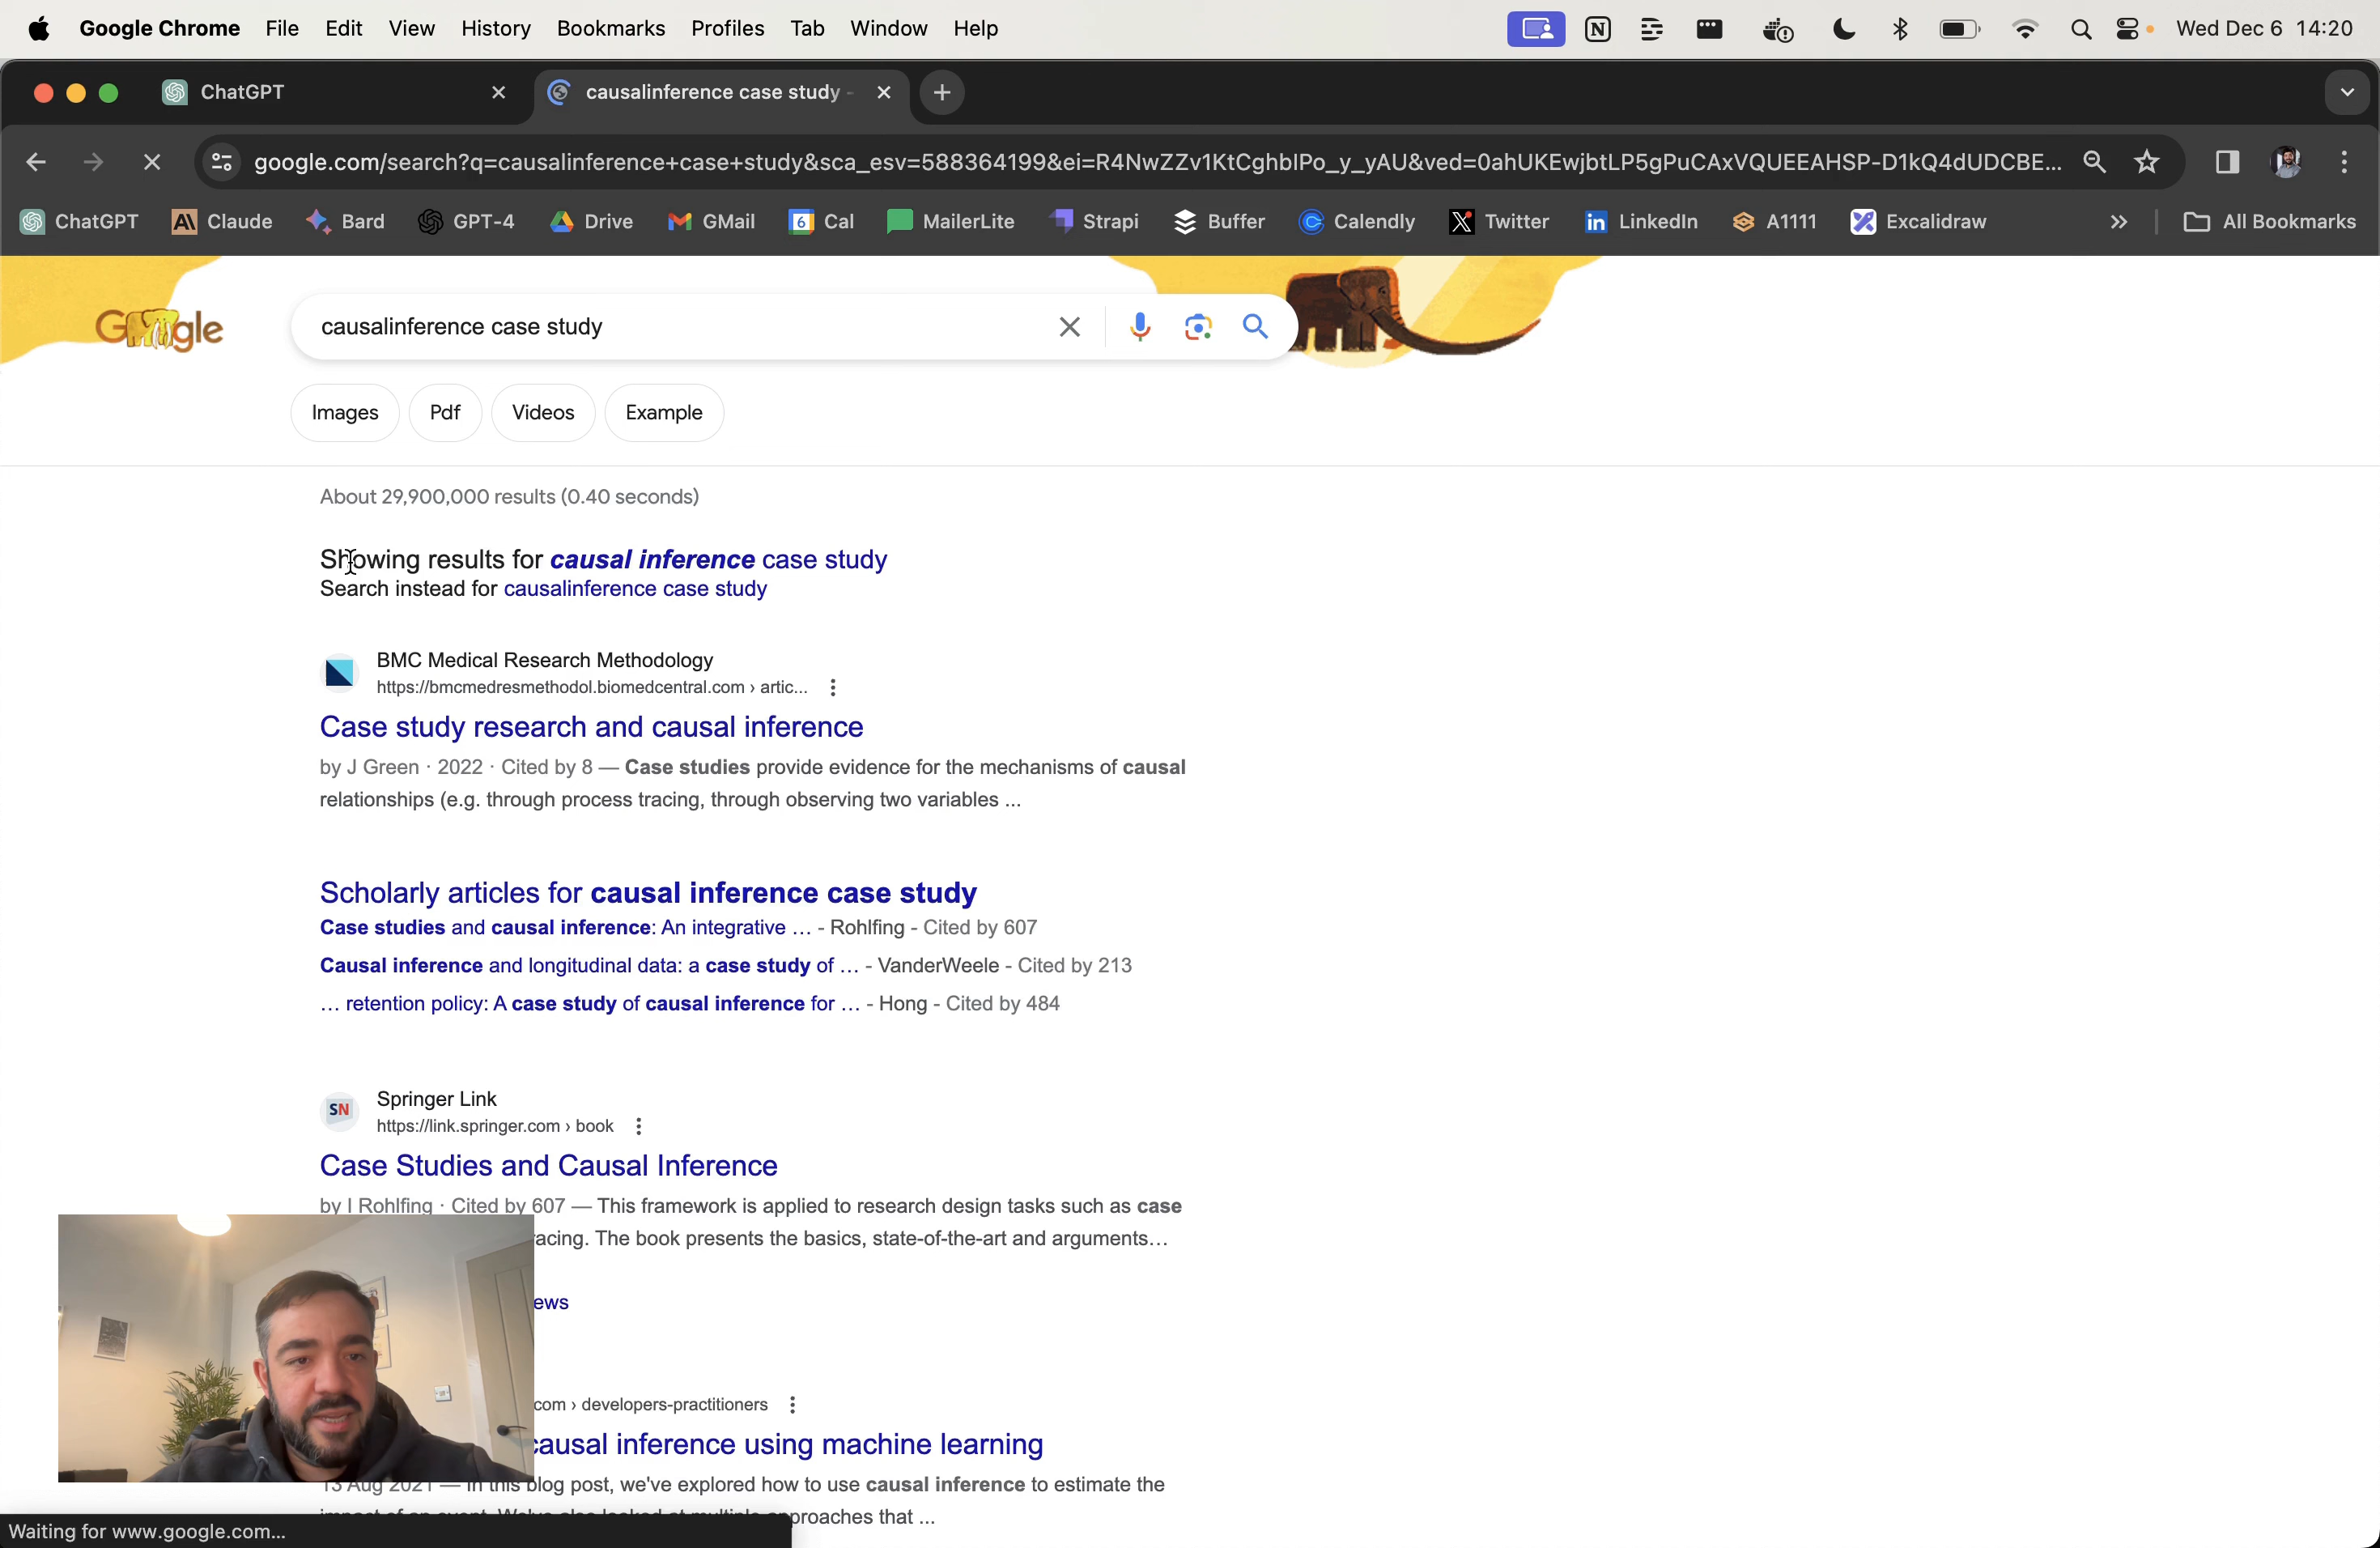 Google Chrome File Edit View History Bookmarks Profiles Tab Window Help Wed Dec 6 14:20
ChatGPT causalinference case study -
google.com/search?q=causalinference+case+study&sca_esv=588364199&ei=R4NwZZv1KtCghbIPo_y_yAU&ved=0ahUKEwjbtLP5gPuCAxVQUEEAHSP-D1kQ4dUDCBE...
ChatGPT Claude Bard GPT-4 Drive GMail 6 Cal MailerLite Strapi Buffer Calendly Twitter LinkedIn A1111 Excalidraw » All Bookmarks
Google causalinference case study
Images Pdf Videos Example
About 29,900,000 results (0.40 seconds)
Showing results for causal inference case study
Search instead for causalinference case study
BMC Medical Research Methodology
https://bmcmedresmethodol.biomedcentral.com › artic...
Case study research and causal inference
by J Green · 2022 · Cited by 8 — Case studies provide evidence for the mechanisms of causal
relationships (e.g. through process tracing, through observing two variables ...
Scholarly articles for causal inference case study
Case studies and causal inference: An integrative … - Rohlfing - Cited by 607
Causal inference and longitudinal data: a case study of … - VanderWeele - Cited by 213
… retention policy: A case study of causal inference for … - Hong - Cited by 484
SN Springer Link
https://link.springer.com › book
Case Studies and Causal Inference
by I Rohlfing · Cited by 607 — This framework is applied to research design tasks such as case
acing. The book presents the basics, state-of-the-art and arguments…
ews
com › developers-practitioners
causal inference using machine learning
13 Aug 2021 — In this blog post, we've explored how to use causal inference to estimate the
proaches that ...
Waiting for www.google.com...